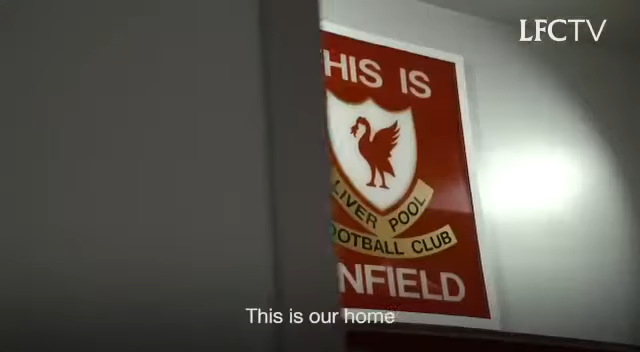 LFCTV
HIS IS
LIVER POOL
OOTBALL CLUB
NFIELD
This is our home